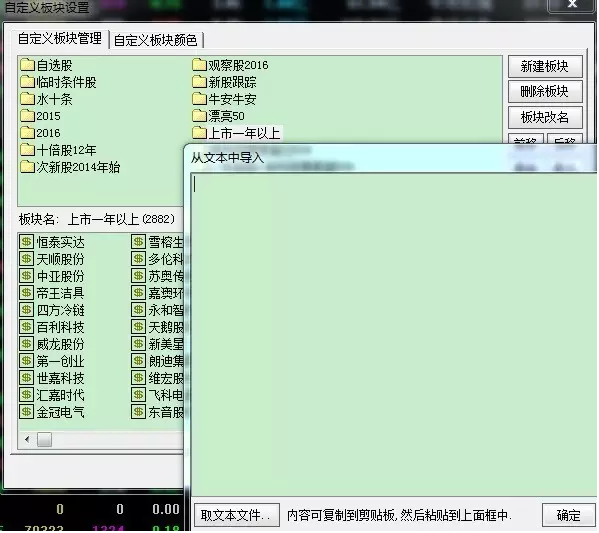 自定义板块设置
自定义板块管理 自定义板块颜色
自选股 观察股2016 新建板块
临时条件股 新股跟踪
水十条 牛安牛安 删除板块
2015 漂亮50 板块改名
2016 上市一年以上
十倍股12年
次新股2014年始
从文本中导入
板块名: 上市一年以上(2882)
恒泰实达 雪榕生
天顺股份 多伦科
中亚股份 苏奥传
帝王洁具 嘉澳环
四方冷链 永和智
百利科技 天鹅股
威龙股份 新美星
第一创业 朗迪集
世嘉科技 维宏股
汇嘉时代 飞科电
金冠电气 东音股
取文本文件.. 内容可复制到剪贴板,然后粘贴到上面框中. 确定
0 0 0.00